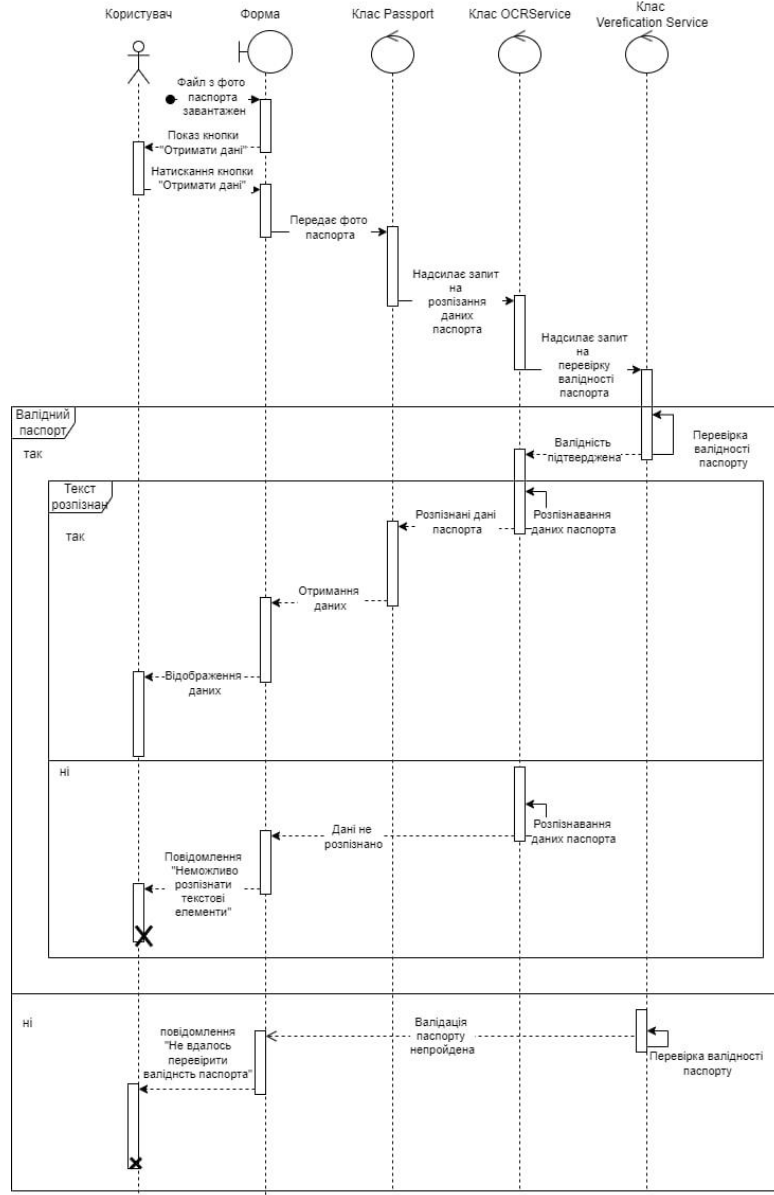 Користувач
Форма
Клас Passport
Клас OCRService
Клас
Verefication Service
Файл з фото
паспорта
завантажен
Показ кнопки
"Отримати дані"
Натискання кнопки
"Отримати дані"
Передає фото
паспорта
Надсилає запит
на
розпізання
даних
паспорта
Надсилає запит
на
перевірку
валідності
паспорта
Валідний
паспорт
так
Перевірка
валідності
паспорту
Валідність
підтверджена
Текст
розпізнан
так
Розпізнавання
даних паспорта
Розпізнані дані
паспорта
Отримання
даних
Відображення
даних
ні
Розпізнавання
даних паспорта
Дані не
розпізнано
Повідомлення
"Неможливо
розпізнати
текстові
елементи"
ні
Перевірка валідності
паспорту
Валідація
паспорту
непройдена
повідомлення
"Не вдалось
перевірити
валіднсть паспорта"